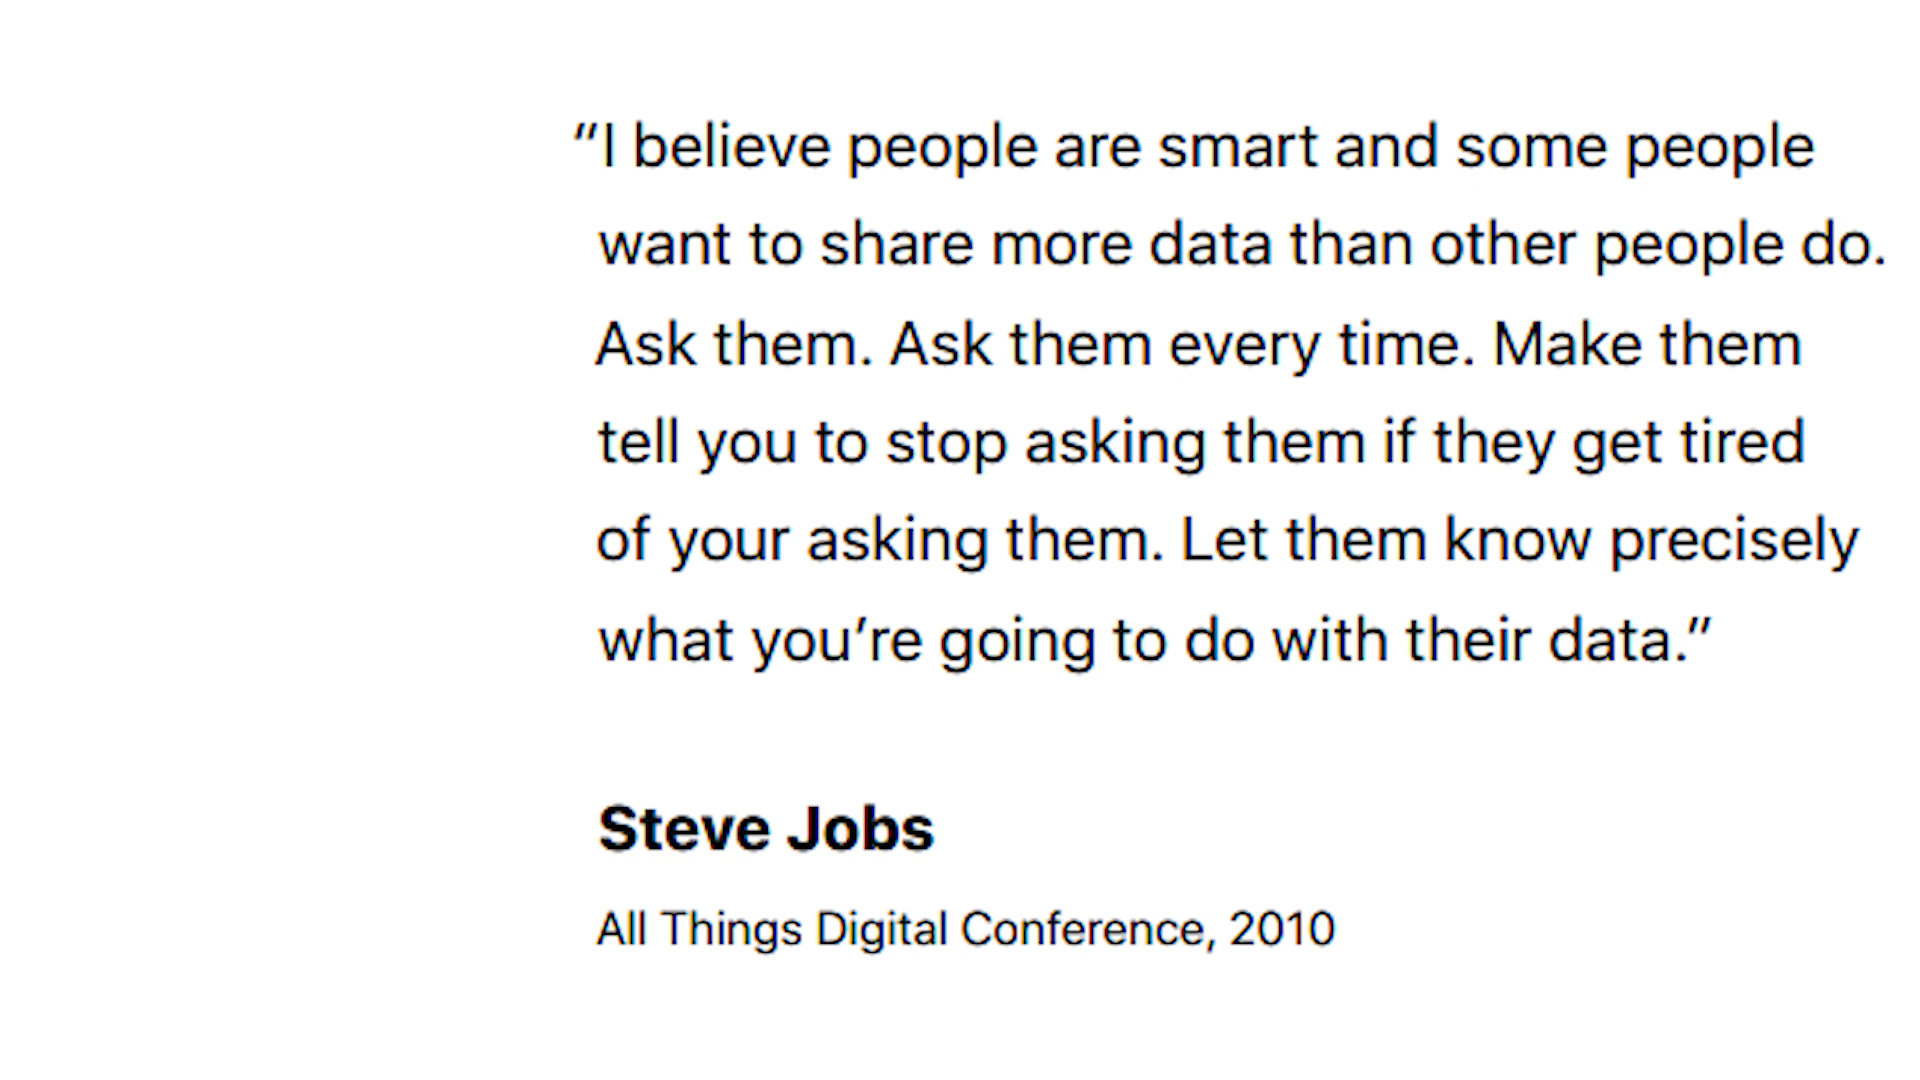 “I believe people are smart and some people
want to share more data than other people do.
Ask them. Ask them every time. Make them
tell you to stop asking them if they get tired
of your asking them. Let them know precisely
what you’re going to do with their data.”
Steve Jobs
All Things Digital Conference, 2010